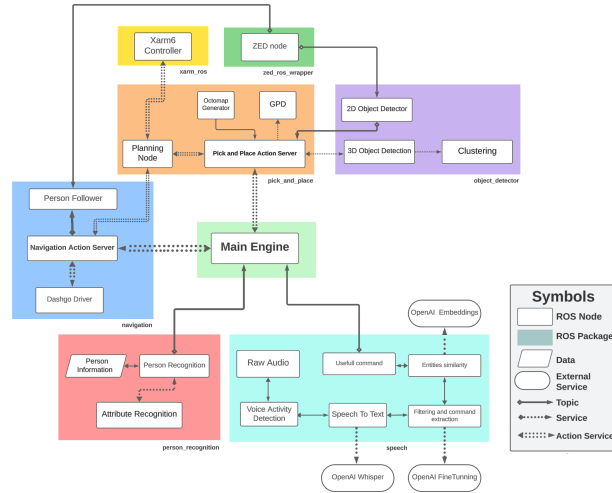 Xarm6
Controller
xarm_ros
ZED node
zed_ros_wrapper
Octomap
Generator
GPD
Planning
Node
Pick and Place Action Server
pick_and_place
2D Object Detector
3D Object Detection
Clustering
object_detector
Person Follower
Navigation Action Server
Dashgo Driver
navigation
Main Engine
Person
Information
Person Recognition
Attribute Recognition
person_recognition
Raw Audio
Usefull command
Entities similarity
Voice Activity
Detection
Speech To Text
Filtering and command
extraction
speech
OpenAI Embeddings
OpenAI Whisper
OpenAI FineTunning
Symbols
ROS Node
ROS Package
Data
External
Service
Topic
Service
Action Service